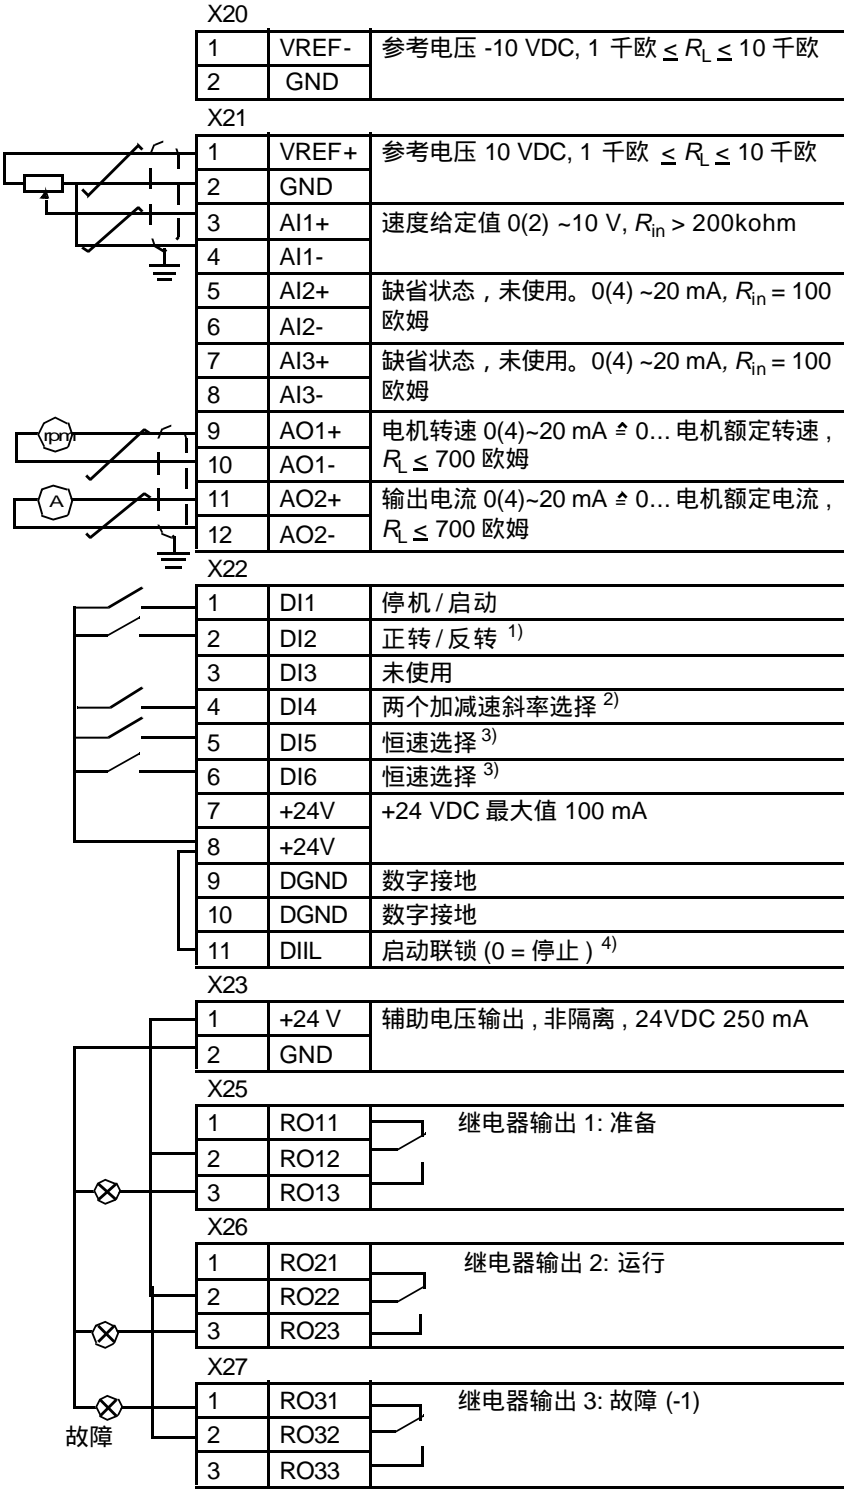 X20
1 VREF- 参考电压 -10 VDC, 1 千欧 ≤ RL ≤ 10 千欧
2 GND
X21
1 VREF+ 参考电压 10 VDC, 1 千欧 ≤ RL ≤ 10 千欧
2 GND
3 AI1+ 速度给定值 0(2) ~10 V, Rin > 200kohm
4 AI1-
5 AI2+ 缺省状态 , 未使用。0(4) ~20 mA, Rin = 100
6 AI2- 欧姆
7 AI3+ 缺省状态 , 未使用。0(4) ~20 mA, Rin = 100
8 AI3- 欧姆
rpm 9 AO1+ 电机转速 0(4)~20 mA ≙ 0... 电机额定转速 ,
10 AO1- RL ≤ 700 欧姆
A 11 AO2+ 输出电流 0(4)~20 mA ≙ 0... 电机额定电流 ,
12 AO2- RL ≤ 700 欧姆
X22
1 DI1 停机 / 启动
2 DI2 正转 / 反转 1)
3 DI3 未使用
4 DI4 两个加减速斜率选择 2)
5 DI5 恒速选择 3)
6 DI6 恒速选择 3)
7 +24V +24 VDC 最大值 100 mA
8 +24V
9 DGND 数字接地
10 DGND 数字接地
11 DIIL 启动联锁 (0 = 停止 ) 4)
X23
1 +24 V 辅助电压输出 , 非隔离 , 24VDC 250 mA
2 GND
X25
1 RO11 继电器输出 1: 准备
2 RO12
3 RO13
X26
1 RO21 继电器输出 2: 运行
2 RO22
3 RO23
X27
1 RO31 继电器输出 3: 故障 (-1)
故障 2 RO32
3 RO33